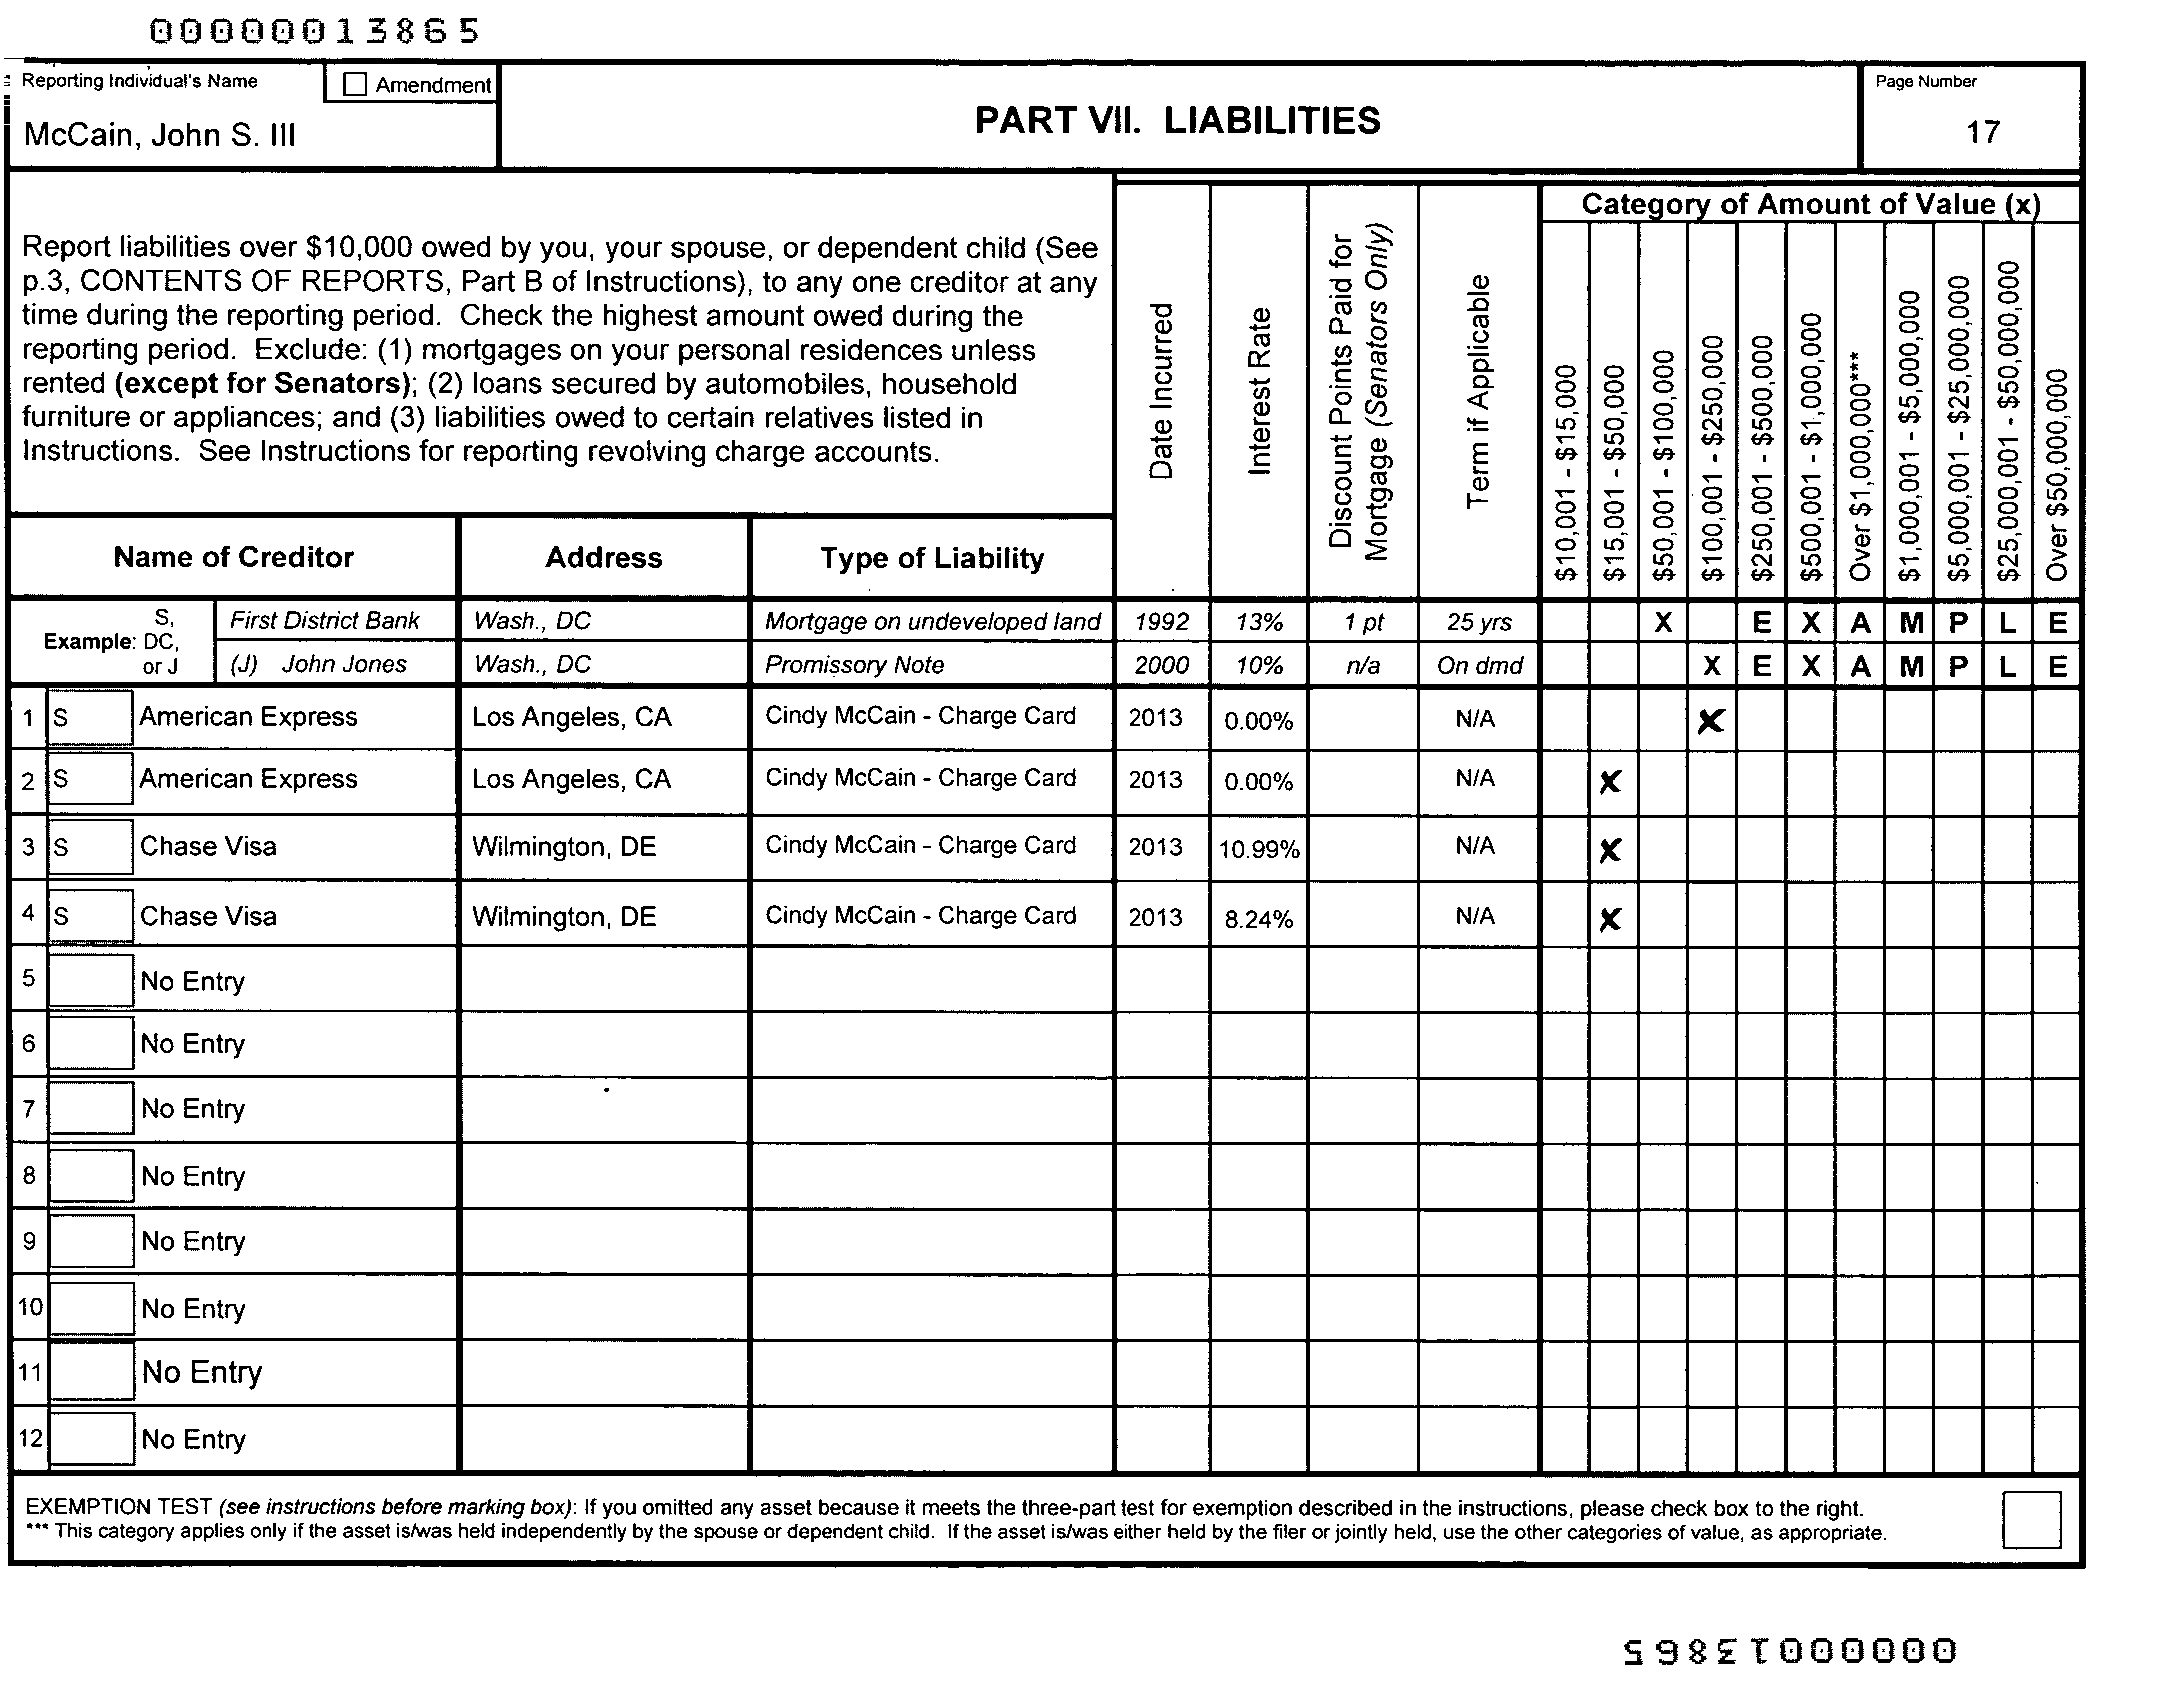 00000013865
Reporting Individual's Name
Amendment
McCain, John S. III
PART VII. LIABILITIES
Page Number
17
Report liabilities over $10,000 owed by you, your spouse, or dependent child (See
p.3, CONTENTS OF REPORTS, Part B of Instructions), to any one creditor at any
time during the reporting period. Check the highest amount owed during the
reporting period. Exclude: (1) mortgages on your personal residences unless
rented (except for Senators); (2) loans secured by automobiles, household
furniture or appliances; and (3) liabilities owed to certain relatives listed in
Instructions. See Instructions for reporting revolving charge accounts.
Date Incurred
Interest Rate
Discount Points Paid for
Mortgage (Senators Only)
Term if Applicable
Category of Amount of Value (x)
$10,001 - $15,000
$15,001 - $50,000
$50,001 - $100,000
$100,001 - $250,000
$250,001 - $500,000
$500,001 - $1,000,000
Over $1,000,000***
$1,000,001 - $5,000,000
$5,000,001 - $25,000,000
$25,000,001 - $50,000,000
Over $50,000,000
Name of Creditor Address Type of Liability
Example: S, DC, or J
First District Bank Wash., DC Mortgage on undeveloped land 1992 13% 1 pt 25 yrs X E X A M P L E
(J) John Jones Wash., DC Promissory Note 2000 10% n/a On dmd X E X A M P L E
1 S American Express Los Angeles, CA Cindy McCain - Charge Card 2013 0.00% N/A X
2 S American Express Los Angeles, CA Cindy McCain - Charge Card 2013 0.00% N/A X
3 S Chase Visa Wilmington, DE Cindy McCain - Charge Card 2013 10.99% N/A X
4 S Chase Visa Wilmington, DE Cindy McCain - Charge Card 2013 8.24% N/A X
5 No Entry
6 No Entry
7 No Entry
8 No Entry
9 No Entry
10 No Entry
11 No Entry
12 No Entry
EXEMPTION TEST (see instructions before marking box): If you omitted any asset because it meets the three-part test for exemption described in the instructions, please check box to the right.
*** This category applies only if the asset is/was held independently by the spouse or dependent child. If the asset is/was either held by the filer or jointly held, use the other categories of value, as appropriate.
00000013865